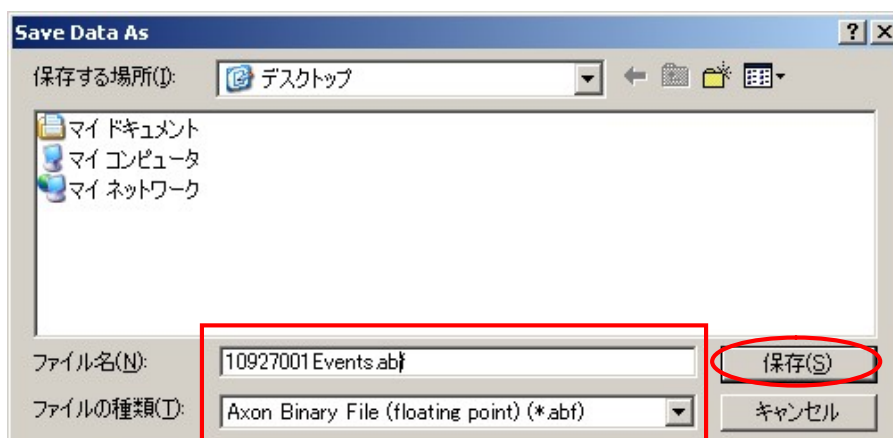 Save Data As
保存する場所(I):
デスクトップ
マイ ドキュメント
マイ コンピュータ
マイ ネットワーク
ファイル名(N):
10927001Events.abf
保存(S)
ファイルの種類(T):
Axon Binary File (floating point) (*.abf)
キャンセル